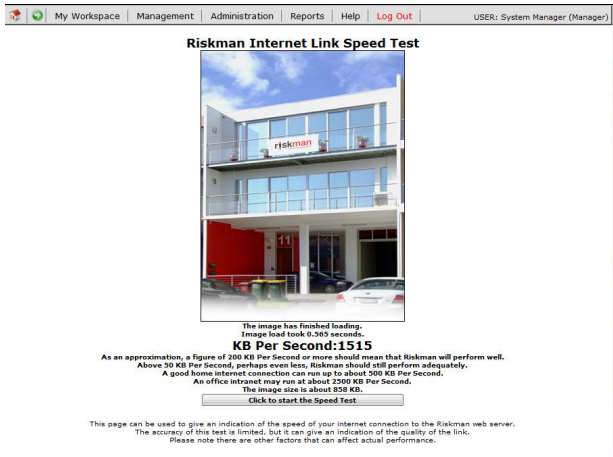 My Workspace | Management | Administration | Reports | Help | Log Out | USER: System Manager (Manager)
Riskman Internet Link Speed Test
riskman
11
The image has finished loading.
Image load took 0.565 seconds.
KB Per Second:1515
As an approximation, a figure of 200 KB Per Second or more should mean that Riskman will perform well.
Above 50 KB Per Second, perhaps even less, Riskman should still perform adequately.
A good home internet connection can run up to about 500 KB Per Second.
An office intranet may run at about 2500 KB Per Second.
The image size is about 858 KB.
Click to start the Speed Test
This page can be used to give an indication of the speed of your internet connection to the Riskman web server.
The accuracy of this test is limited, but it can give an indication of the quality of the link.
Please note there are other factors that can affect actual performance.